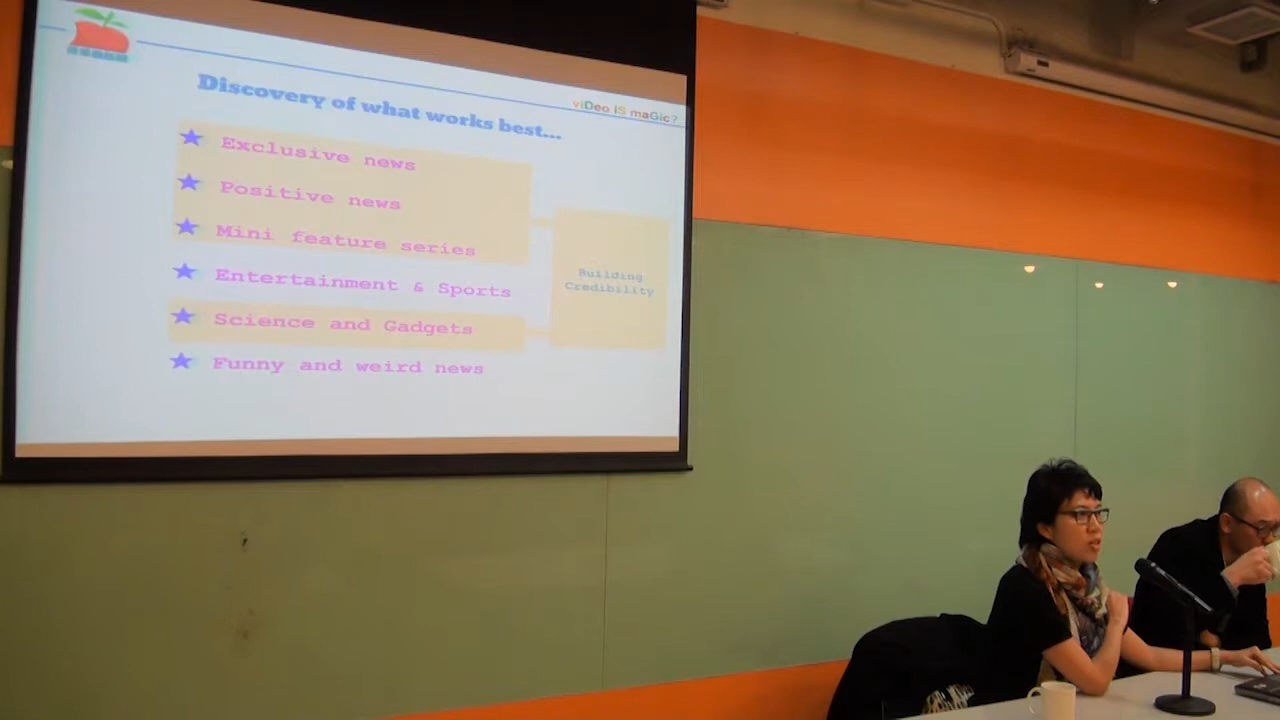 Discovery of what works best...
viDeo iS maGic?
Exclusive news
Positive news
Mini feature series
Entertainment & Sports
Science and Gadgets
Funny and weird news
Building
Credibility